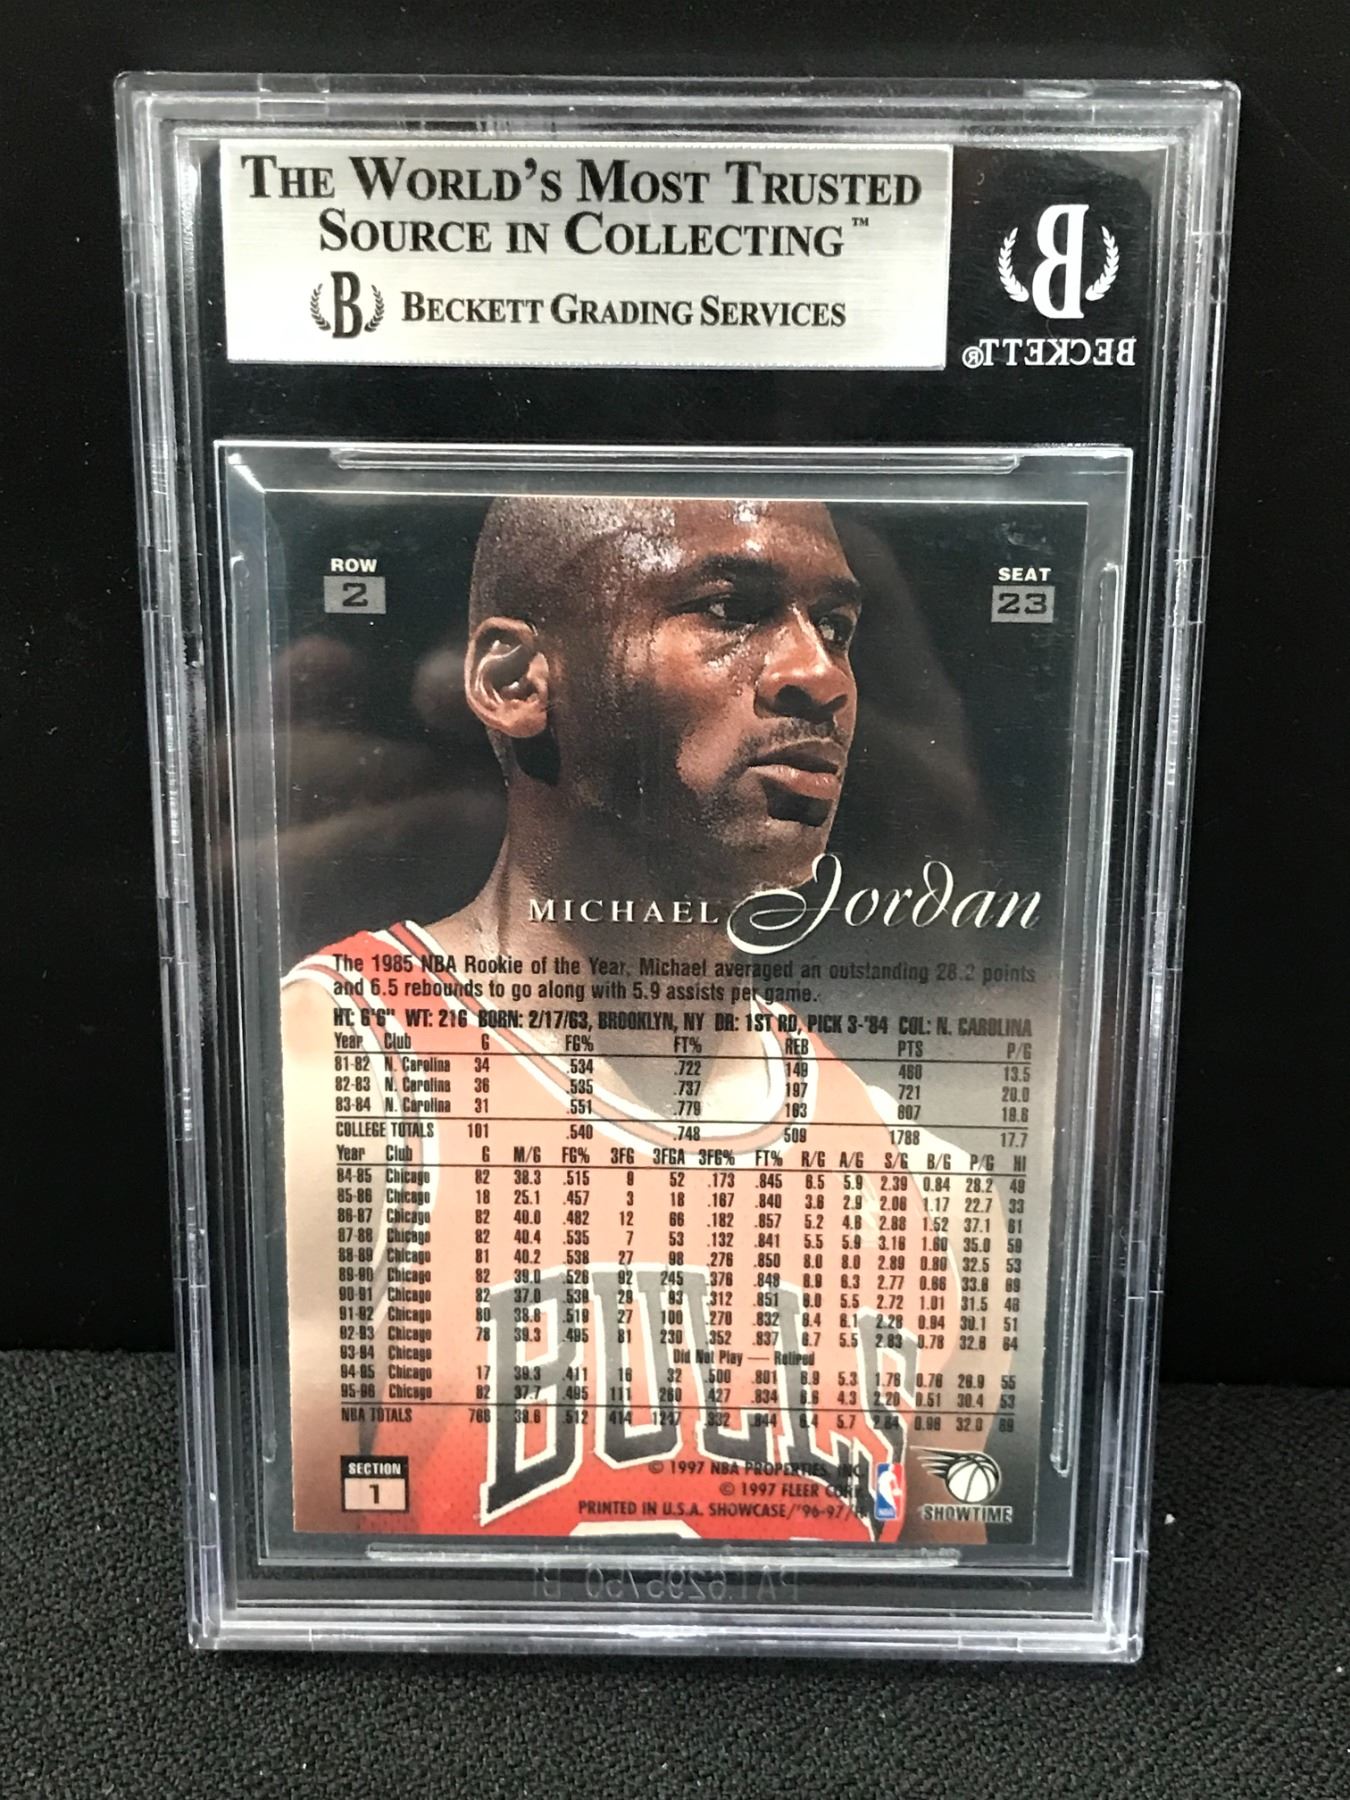 THE WORLD'S MOST TRUSTED
SOURCE IN COLLECTING™
B BECKETT GRADING SERVICES
B
BECKETT®
ROW
2
SEAT
23
MICHAEL Jordan
The 1985 NBA Rookie of the Year, Michael averaged an outstanding 28.2 points
and 6.5 rebounds to go along with 5.9 assists per game.
HT: 6'6" WT: 216 BORN: 2/17/63, BROOKLYN, NY DR: 1ST RD, PICK 3-'84 COL: N. CAROLINA
Year Club G FG% FT% REB PTS P/G
81-82 N. Carolina 34 .534 .722 149 460 13.5
82-83 N. Carolina 36 .535 .737 197 721 20.0
83-84 N. Carolina 31 .551 .779 163 607 19.6
COLLEGE TOTALS 101 .540 .748 509 1788 17.7
Year Club G M/G FG% 3FG 3FGA 3FG% FT% R/G A/G S/G B/G P/G HI
84-85 Chicago 82 38.3 .515 9 52 .173 .845 6.5 5.9 2.39 0.84 28.2 49
85-86 Chicago 18 25.1 .457 3 18 .167 .840 3.6 2.9 2.06 1.17 22.7 33
86-87 Chicago 82 40.0 .482 12 66 .182 .857 5.2 4.6 2.88 1.52 37.1 61
87-88 Chicago 82 40.4 .535 7 53 .132 .841 5.5 5.9 3.16 1.60 35.0 59
88-89 Chicago 81 40.2 .538 27 98 .276 .850 8.0 8.0 2.89 0.80 32.5 53
89-90 Chicago 82 39.0 .526 92 245 .376 .848 6.9 6.3 2.77 0.66 33.6 69
90-91 Chicago 82 37.0 .539 29 93 .312 .851 6.0 5.5 2.72 1.01 31.5 46
91-92 Chicago 80 38.8 .519 27 100 .270 .832 6.4 6.1 2.28 0.94 30.1 51
92-93 Chicago 78 39.3 .495 81 230 .352 .837 6.7 5.5 2.83 0.78 32.6 64
93-94 Chicago Did Not Play — Retired
94-95 Chicago 17 39.3 .411 16 32 .500 .801 6.9 5.3 1.76 0.76 26.9 55
95-96 Chicago 82 37.7 .495 111 260 .427 .834 6.6 4.3 2.20 0.51 30.4 53
NBA TOTALS 766 38.6 .512 414 1247 .332 .844 6.4 5.7 0.96 32.0 69
BULLS
SECTION
1
© 1997 NBA PROPERTIES, INC.
© 1997 FLEER CORP.
PRINTED IN U.S.A. SHOWCASE/'96-97/
SHOWTIME